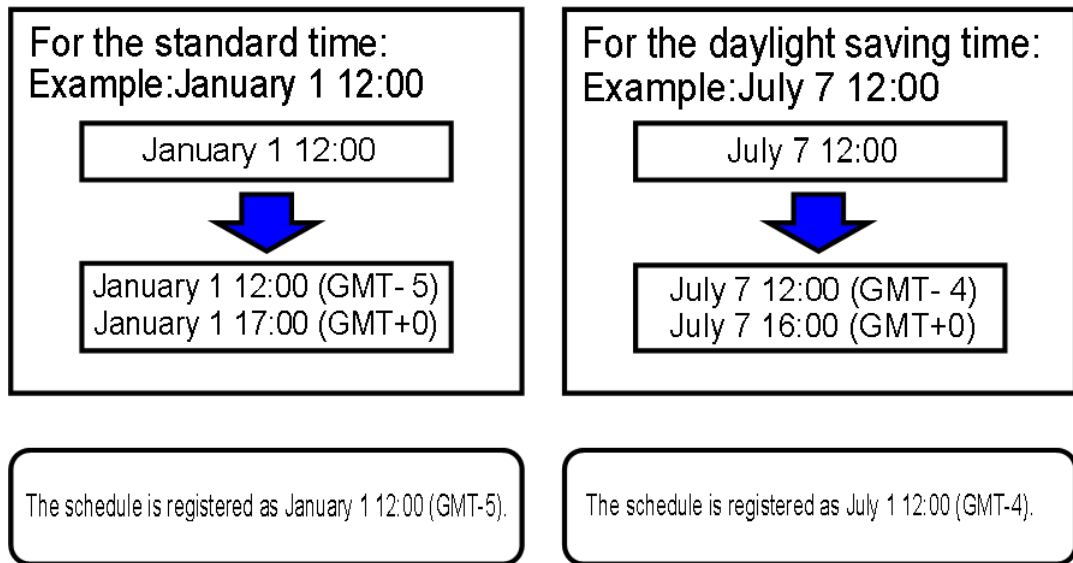 For the standard time:
Example:January 1 12:00
January 1 12:00
January 1 12:00 (GMT- 5)
January 1 17:00 (GMT+0)
The schedule is registered as January 1 12:00 (GMT-5).
For the daylight saving time:
Example:July 7 12:00
July 7 12:00
July 7 12:00 (GMT- 4)
July 7 16:00 (GMT+0)
The schedule is registered as July 1 12:00 (GMT-4).